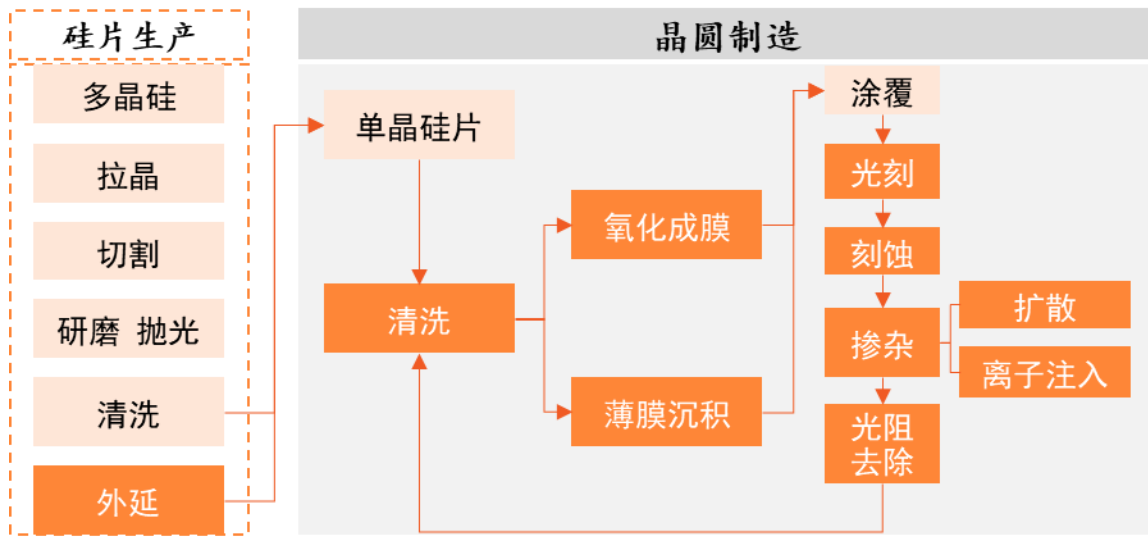 硅片生产
多晶硅
拉晶
切割
研磨 抛光
清洗
外延
晶圆制造
单晶硅片
清洗
氧化成膜
薄膜沉积
涂覆
光刻
刻蚀
掺杂
扩散
离子注入
光阻
去除